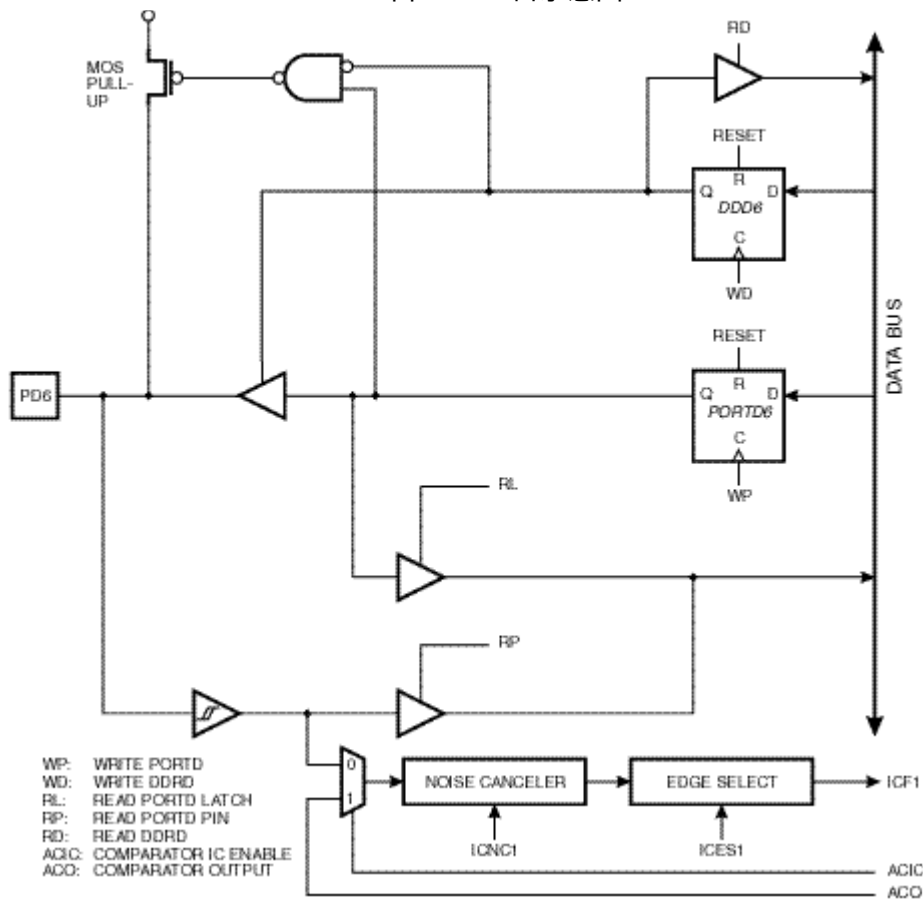 RD
MOS
PULL-
UP
RESET
R
Q
D
DDD6
C
WD
DATA BUS
RESET
R
PD6
Q
D
PORTD6
C
WP
RL
RP
WP: WRITE PORTD
WD: WRITE DDRD
RL: READ PORTD LATCH
RP: READ PORTD PIN
RD: READ DDRD
ACIC: COMPARATOR IC ENABLE
ACO: COMPARATOR OUTPUT
0
1
NOISE CANCELER
EDGE SELECT
ICF1
ICNC1
ICES1
ACIC
ACO